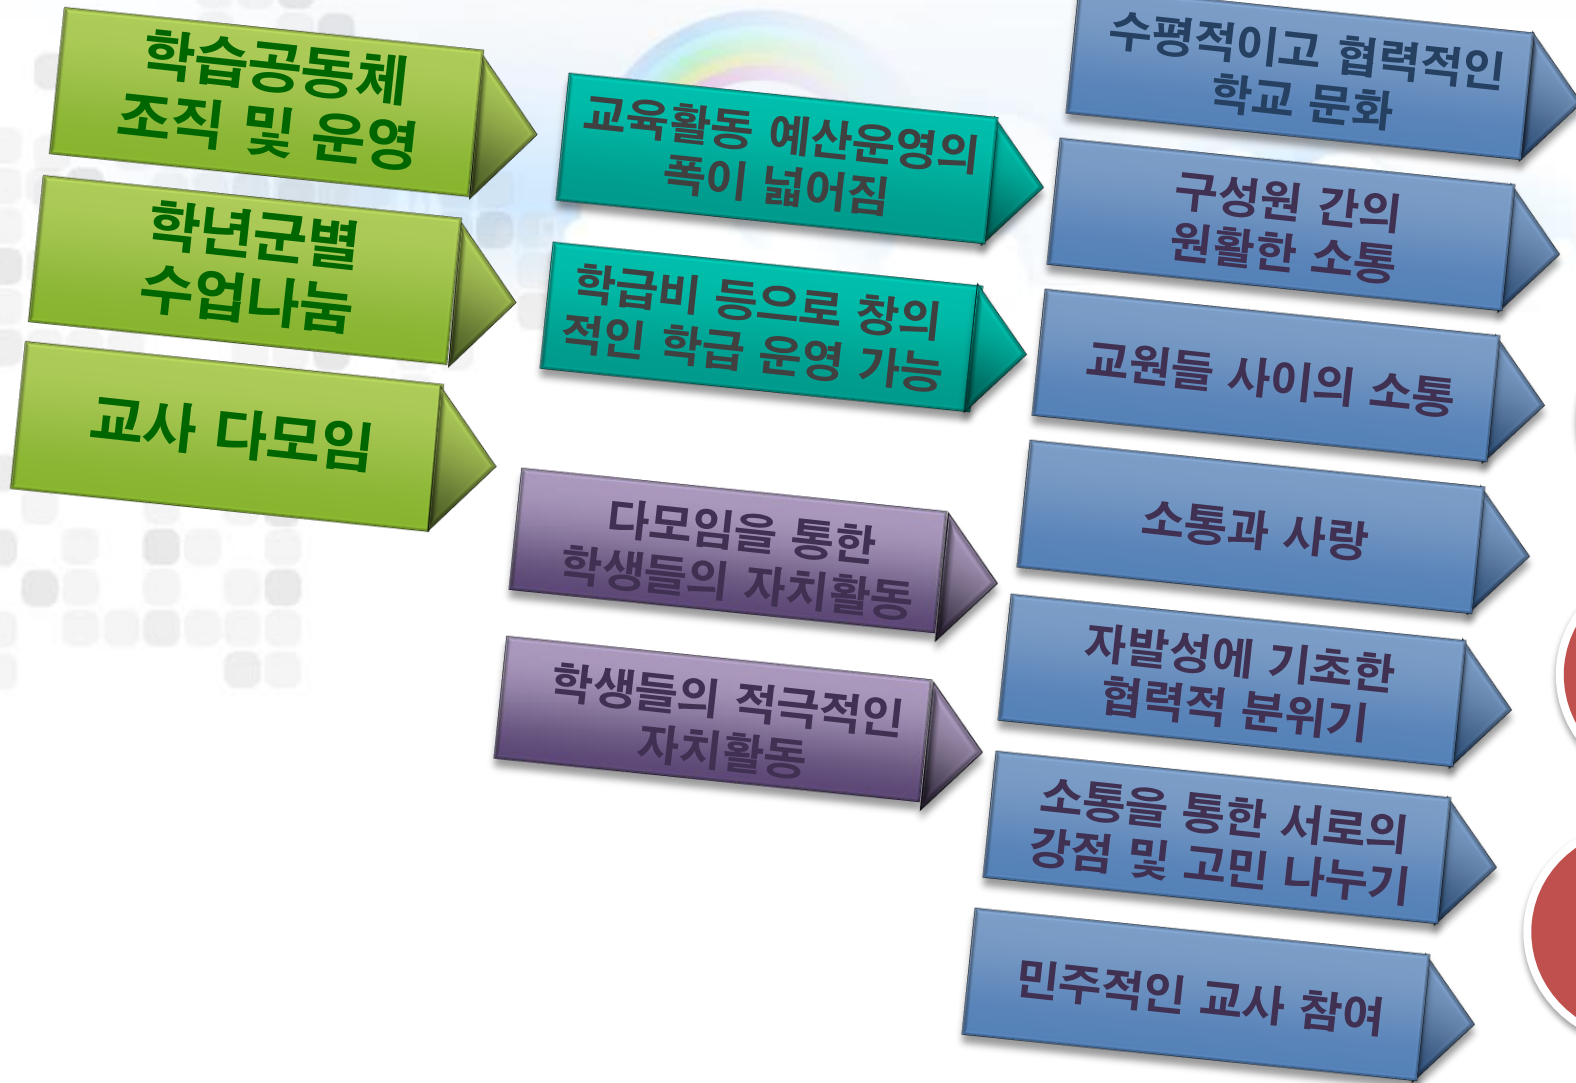 학습공동체
조직 및 운영
학년군별
수업나눔
교사 다모임
교육활동 예산운영의
폭이 넓어짐
학급비 등으로 창의
적인 학급 운영 가능
다모임을 통한
학생들의 자치활동
학생들의 적극적인
자치활동
수평적이고 협력적인
학교 문화
구성원 간의
원활한 소통
교원들 사이의 소통
소통과 사랑
자발성에 기초한
협력적 분위기
소통을 통한 서로의
강점 및 고민 나누기
민주적인 교사 참여